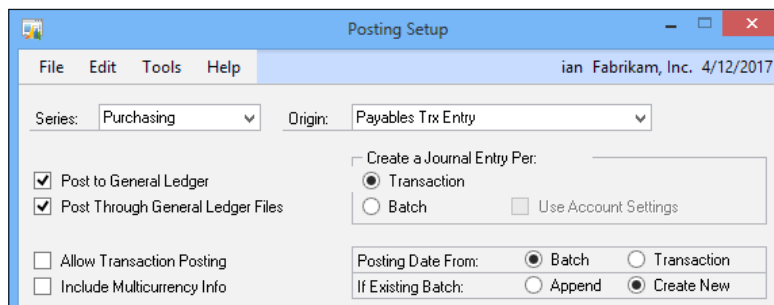 Posting Setup
File Edit Tools Help ian Fabrikam, Inc. 4/12/2017
Series: Purchasing Origin: Payables Trx Entry
Create a Journal Entry Per:
Post to General Ledger Transaction
Post Through General Ledger Files Batch Use Account Settings
Allow Transaction Posting Posting Date From: Batch Transaction
Include Multicurrency Info If Existing Batch: Append Create New